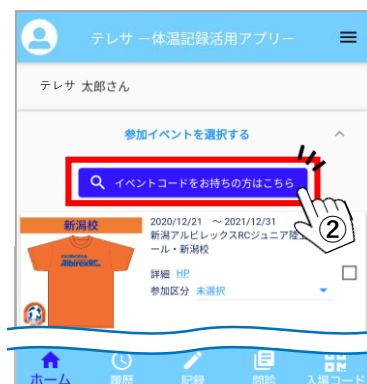 テレサ ー体温記録活用アプリー
テレサ 太郎さん
参加イベントを選択する
イベントコードをお持ちの方はこちら
②
新潟校
2020/12/21 ～2021/12/31
新潟アルビレックスRCジュニア陸上
ール・新潟校
AlbirexRC
詳細 HP
参加区分 未選択
ホーム
履歴
記録
問診
入場コード